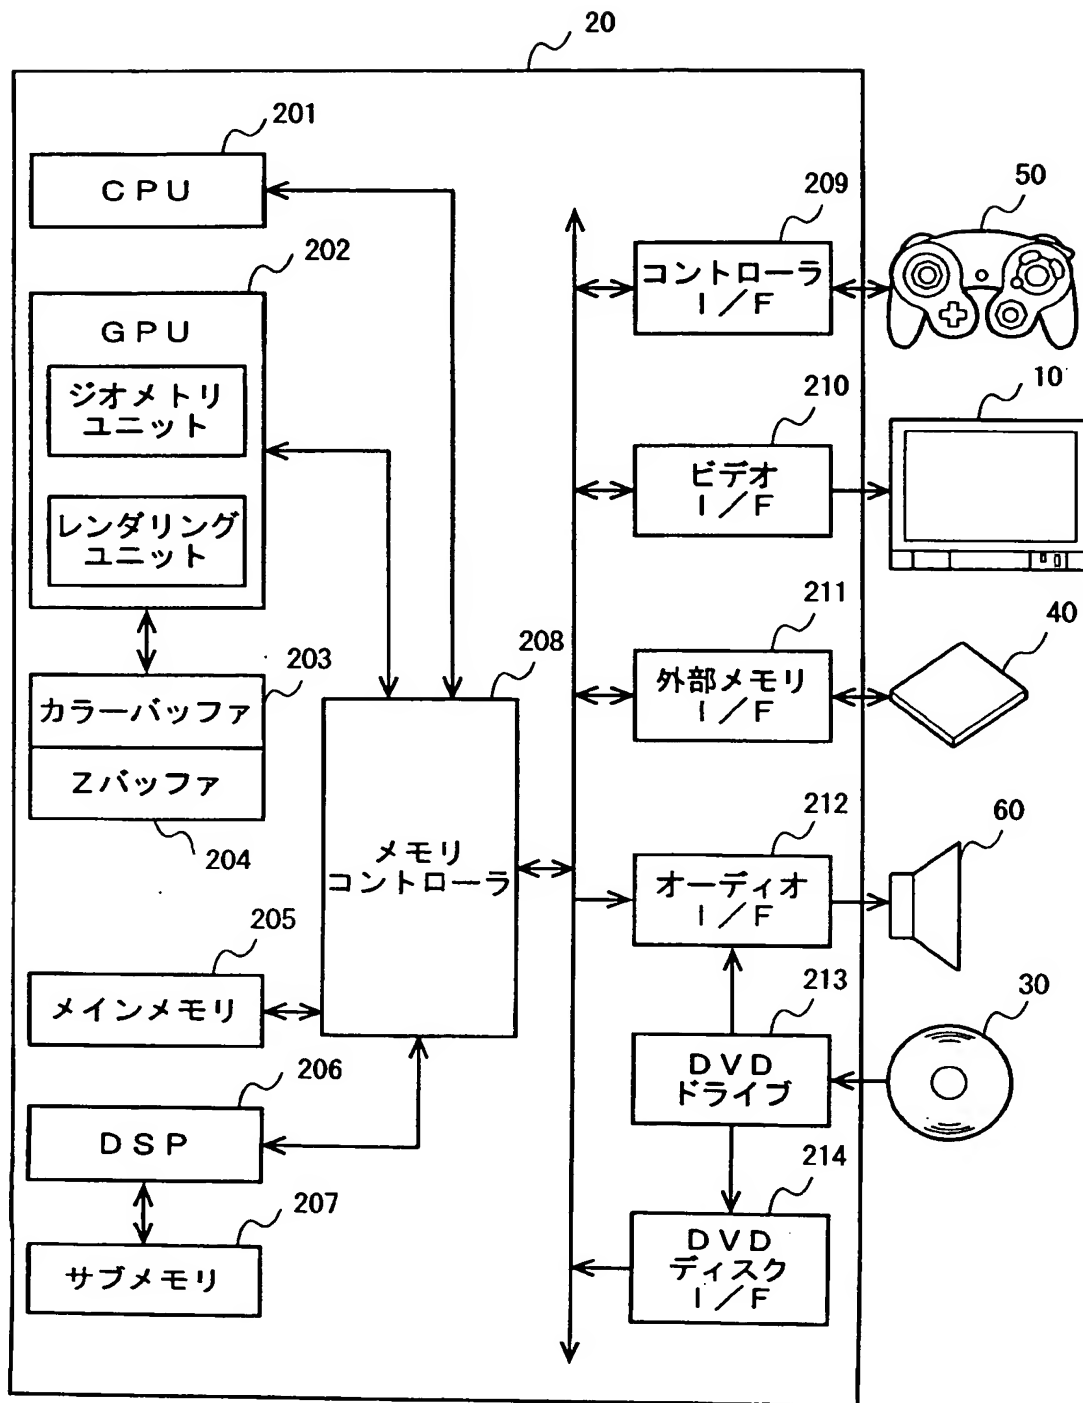 20
201
CPU
202
GPU
ジオメトリ
ユニット
レンダリング
ユニット
203
カラーバッファ
Zバッファ
204
205
メインメモリ
206
DSP
207
サブメモリ
208
メモリ
コントローラ
209
コントローラ
I/F
50
210
ビデオ
I/F
10
211
外部メモリ
I/F
40
212
オーディオ
I/F
60
213
DVD
ドライブ
30
214
DVD
ディスク
I/F